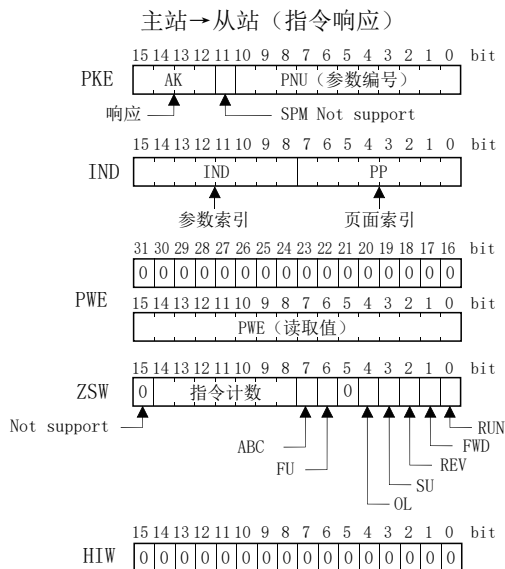 主站→从站（指令响应）
15 14 13 12 11 10 9 8 7 6 5 4 3 2 1 0 bit
PKE AK PNU（参数编号）
响应 SPM Not support
15 14 13 12 11 10 9 8 7 6 5 4 3 2 1 0 bit
IND IND PP
参数索引 页面索引
31 30 29 28 27 26 25 24 23 22 21 20 19 18 17 16 bit
0 0 0 0 0 0 0 0 0 0 0 0 0 0 0 0
PWE
15 14 13 12 11 10 9 8 7 6 5 4 3 2 1 0 bit
PWE（读取值）
15 14 13 12 11 10 9 8 7 6 5 4 3 2 1 0 bit
ZSW 0 指令计数 0
Not support RUN
ABC FWD
FU REV
SU
OL
15 14 13 12 11 10 9 8 7 6 5 4 3 2 1 0 bit
HIW 0 0 0 0 0 0 0 0 0 0 0 0 0 0 0 0